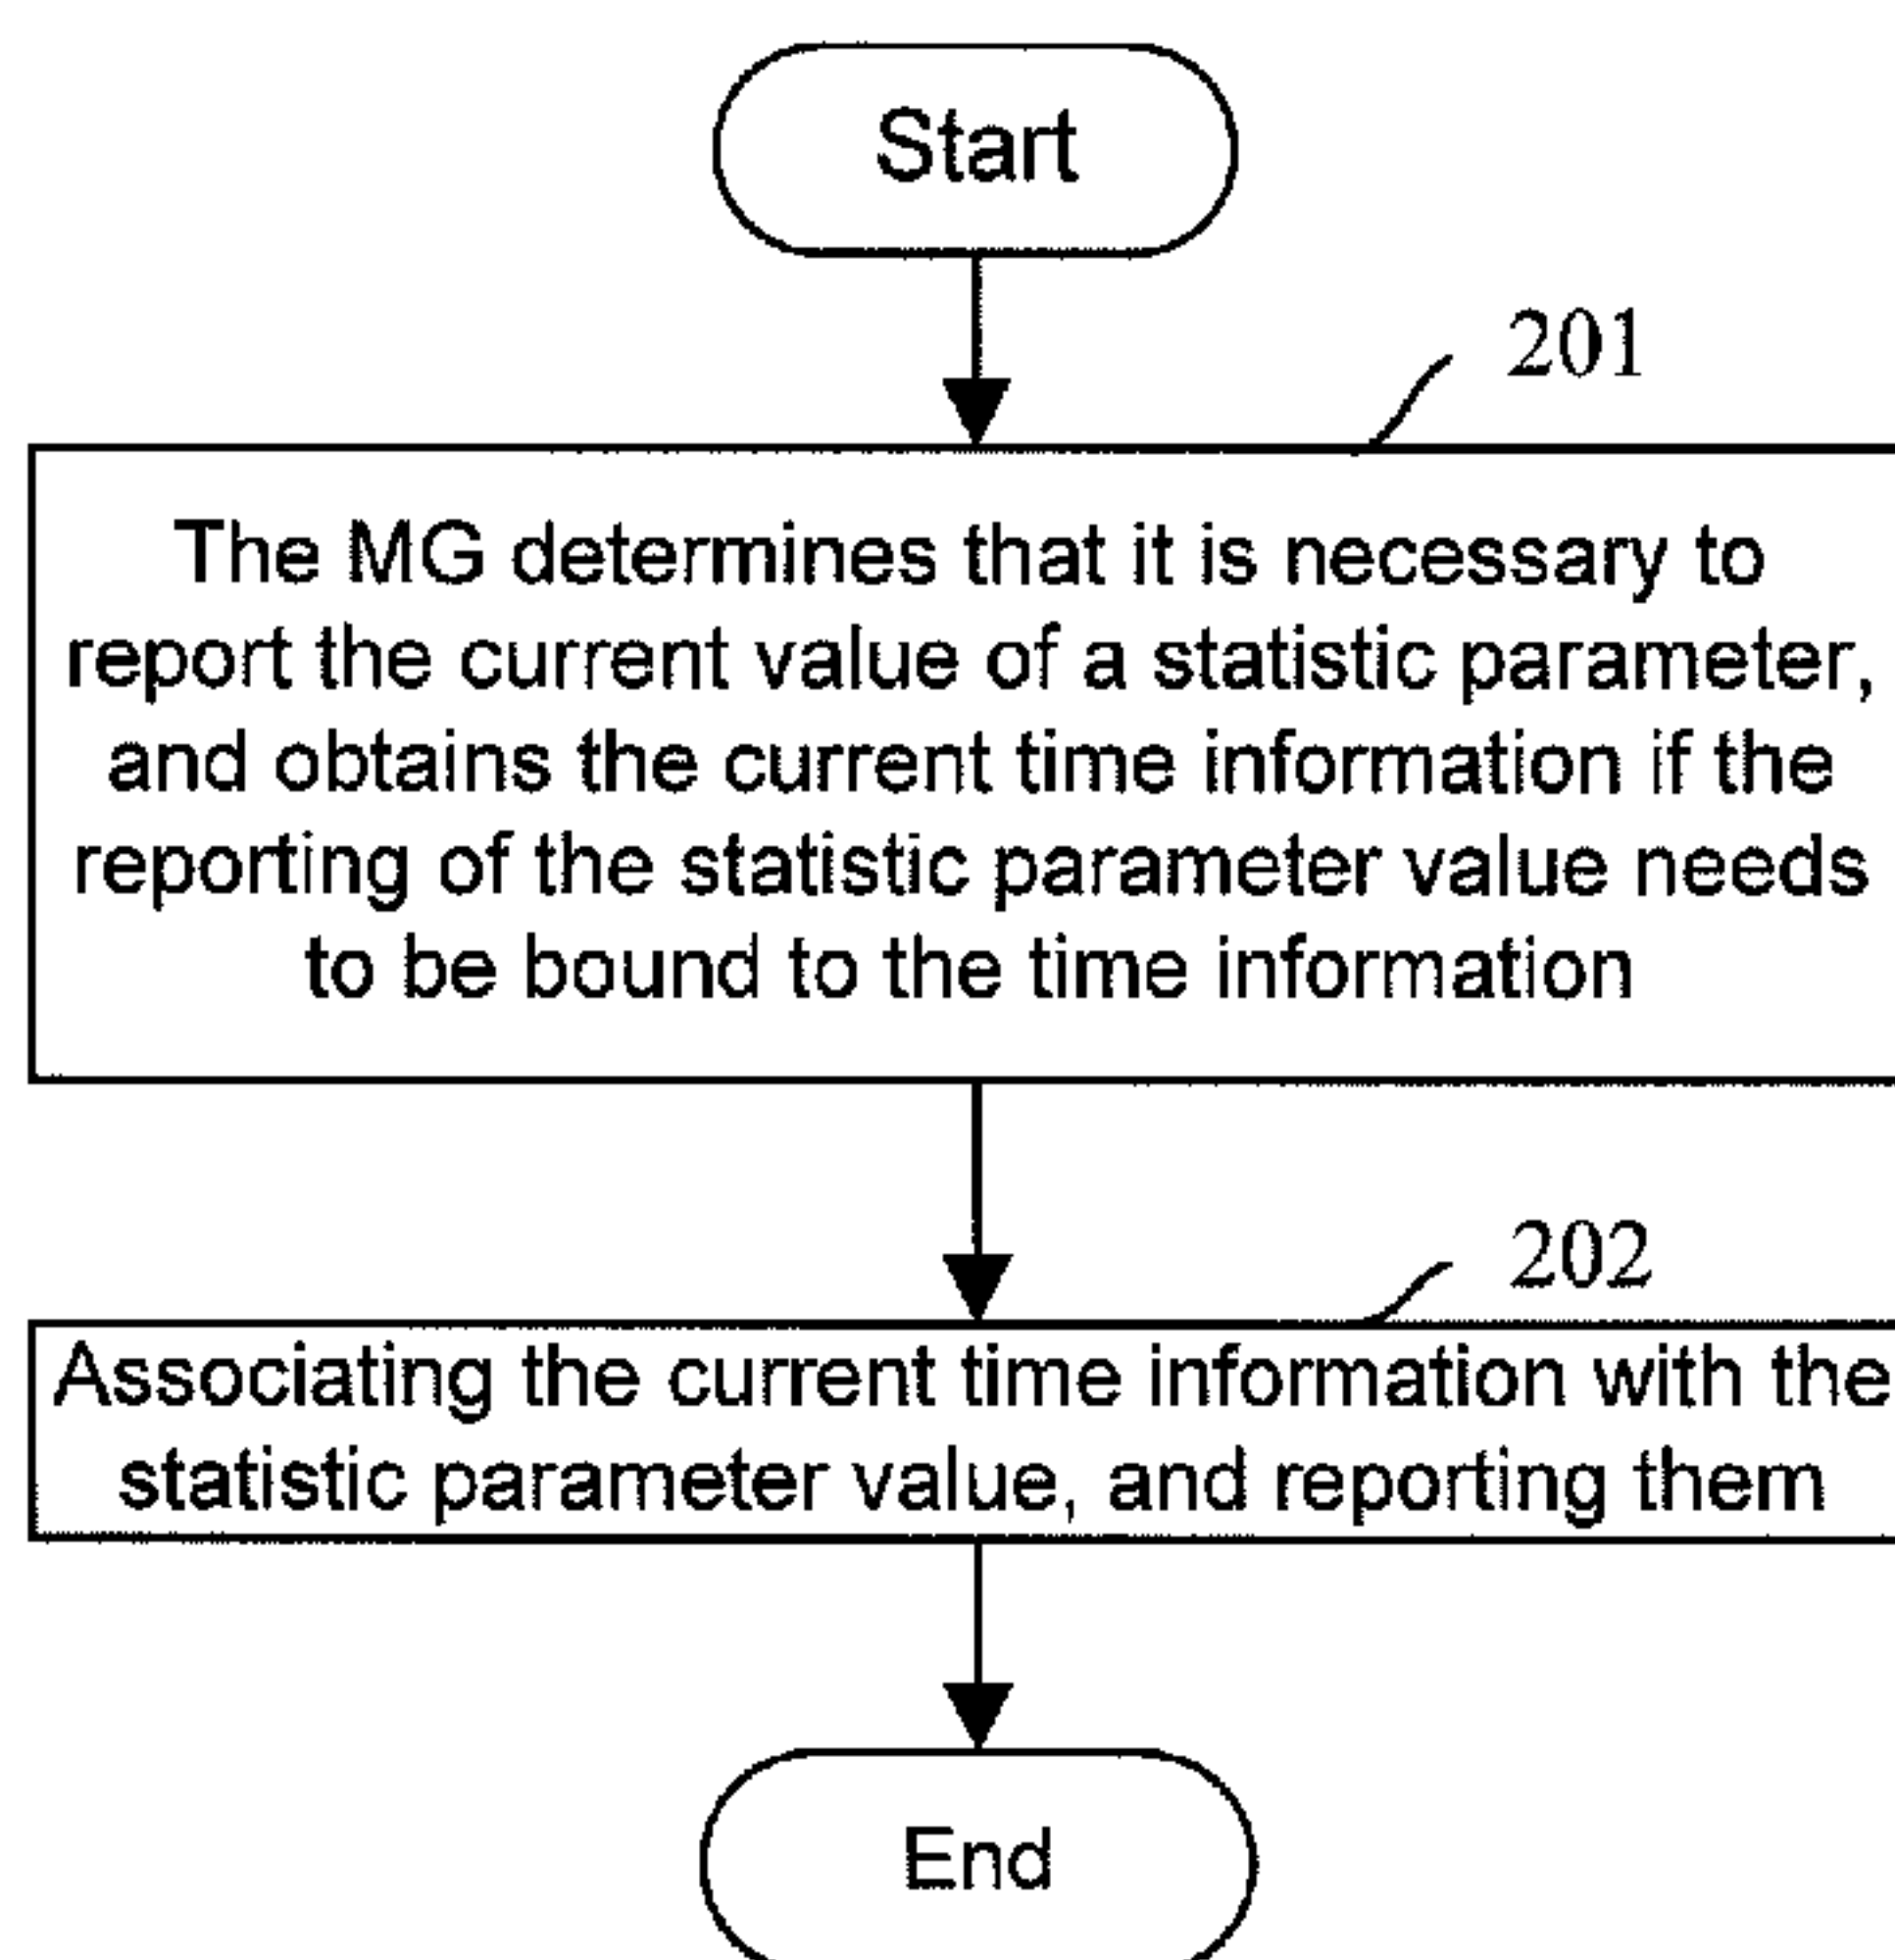 Start
201
The MG determines that it is necessary to
report the current value of a statistic parameter,
and obtains the current time information if the
reporting of the statistic parameter value needs
to be bound to the time information
202
Associating the current time information with the
statistic parameter value, and reporting them
End